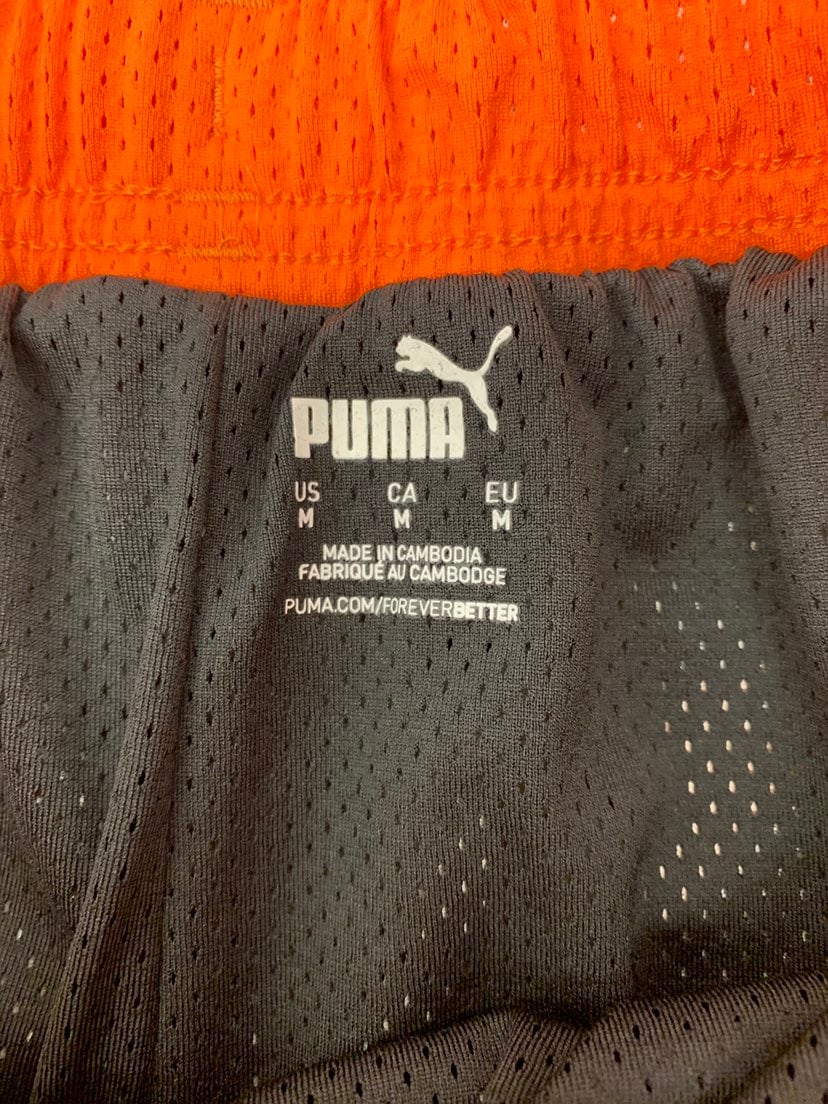 PUMA
US CA EU
M M M
MADE IN CAMBODIA
FABRIQUÉ AU CAMBODGE
PUMA.COM/FOREVERBETTER